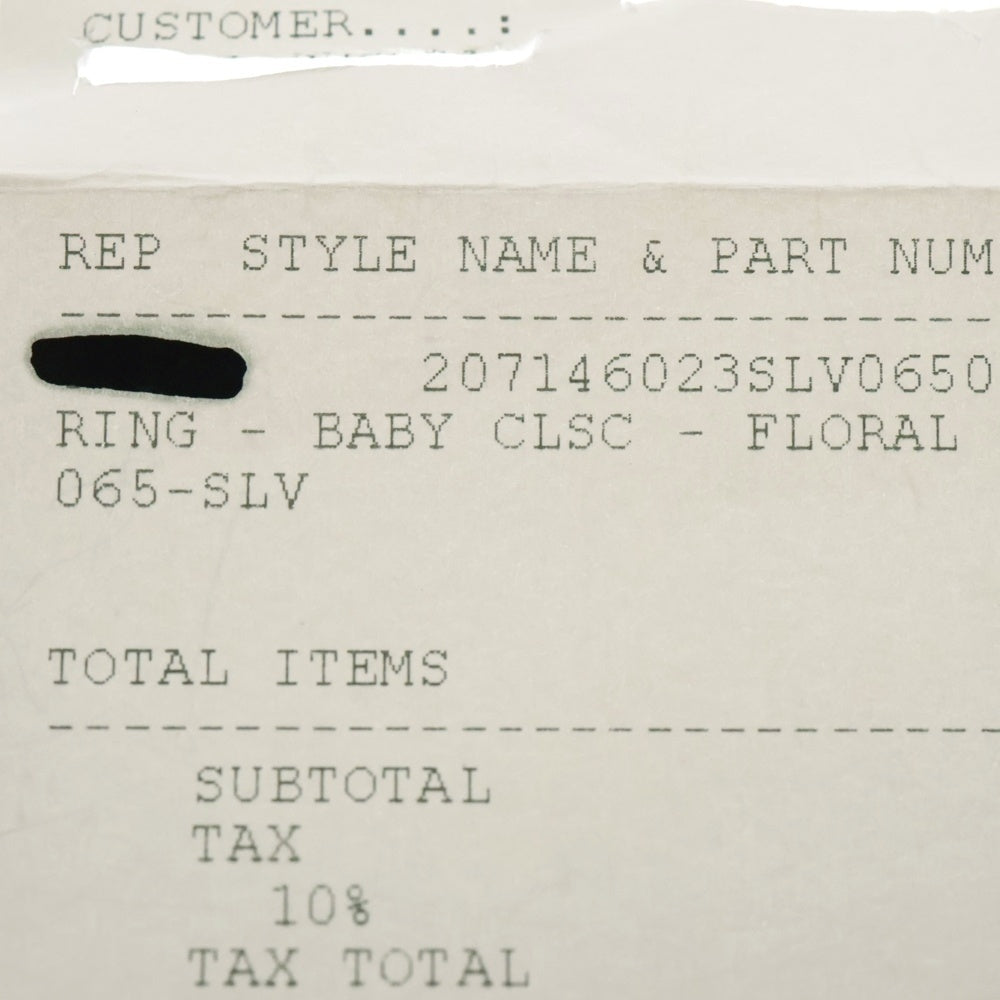 CUSTOMER....:
REP STYLE NAME & PART NUM
------------------------
207146023SLV0650
RING - BABY CLSC - FLORAL
065-SLV
TOTAL ITEMS
------------------------
SUBTOTAL
TAX
10%
TAX TOTAL